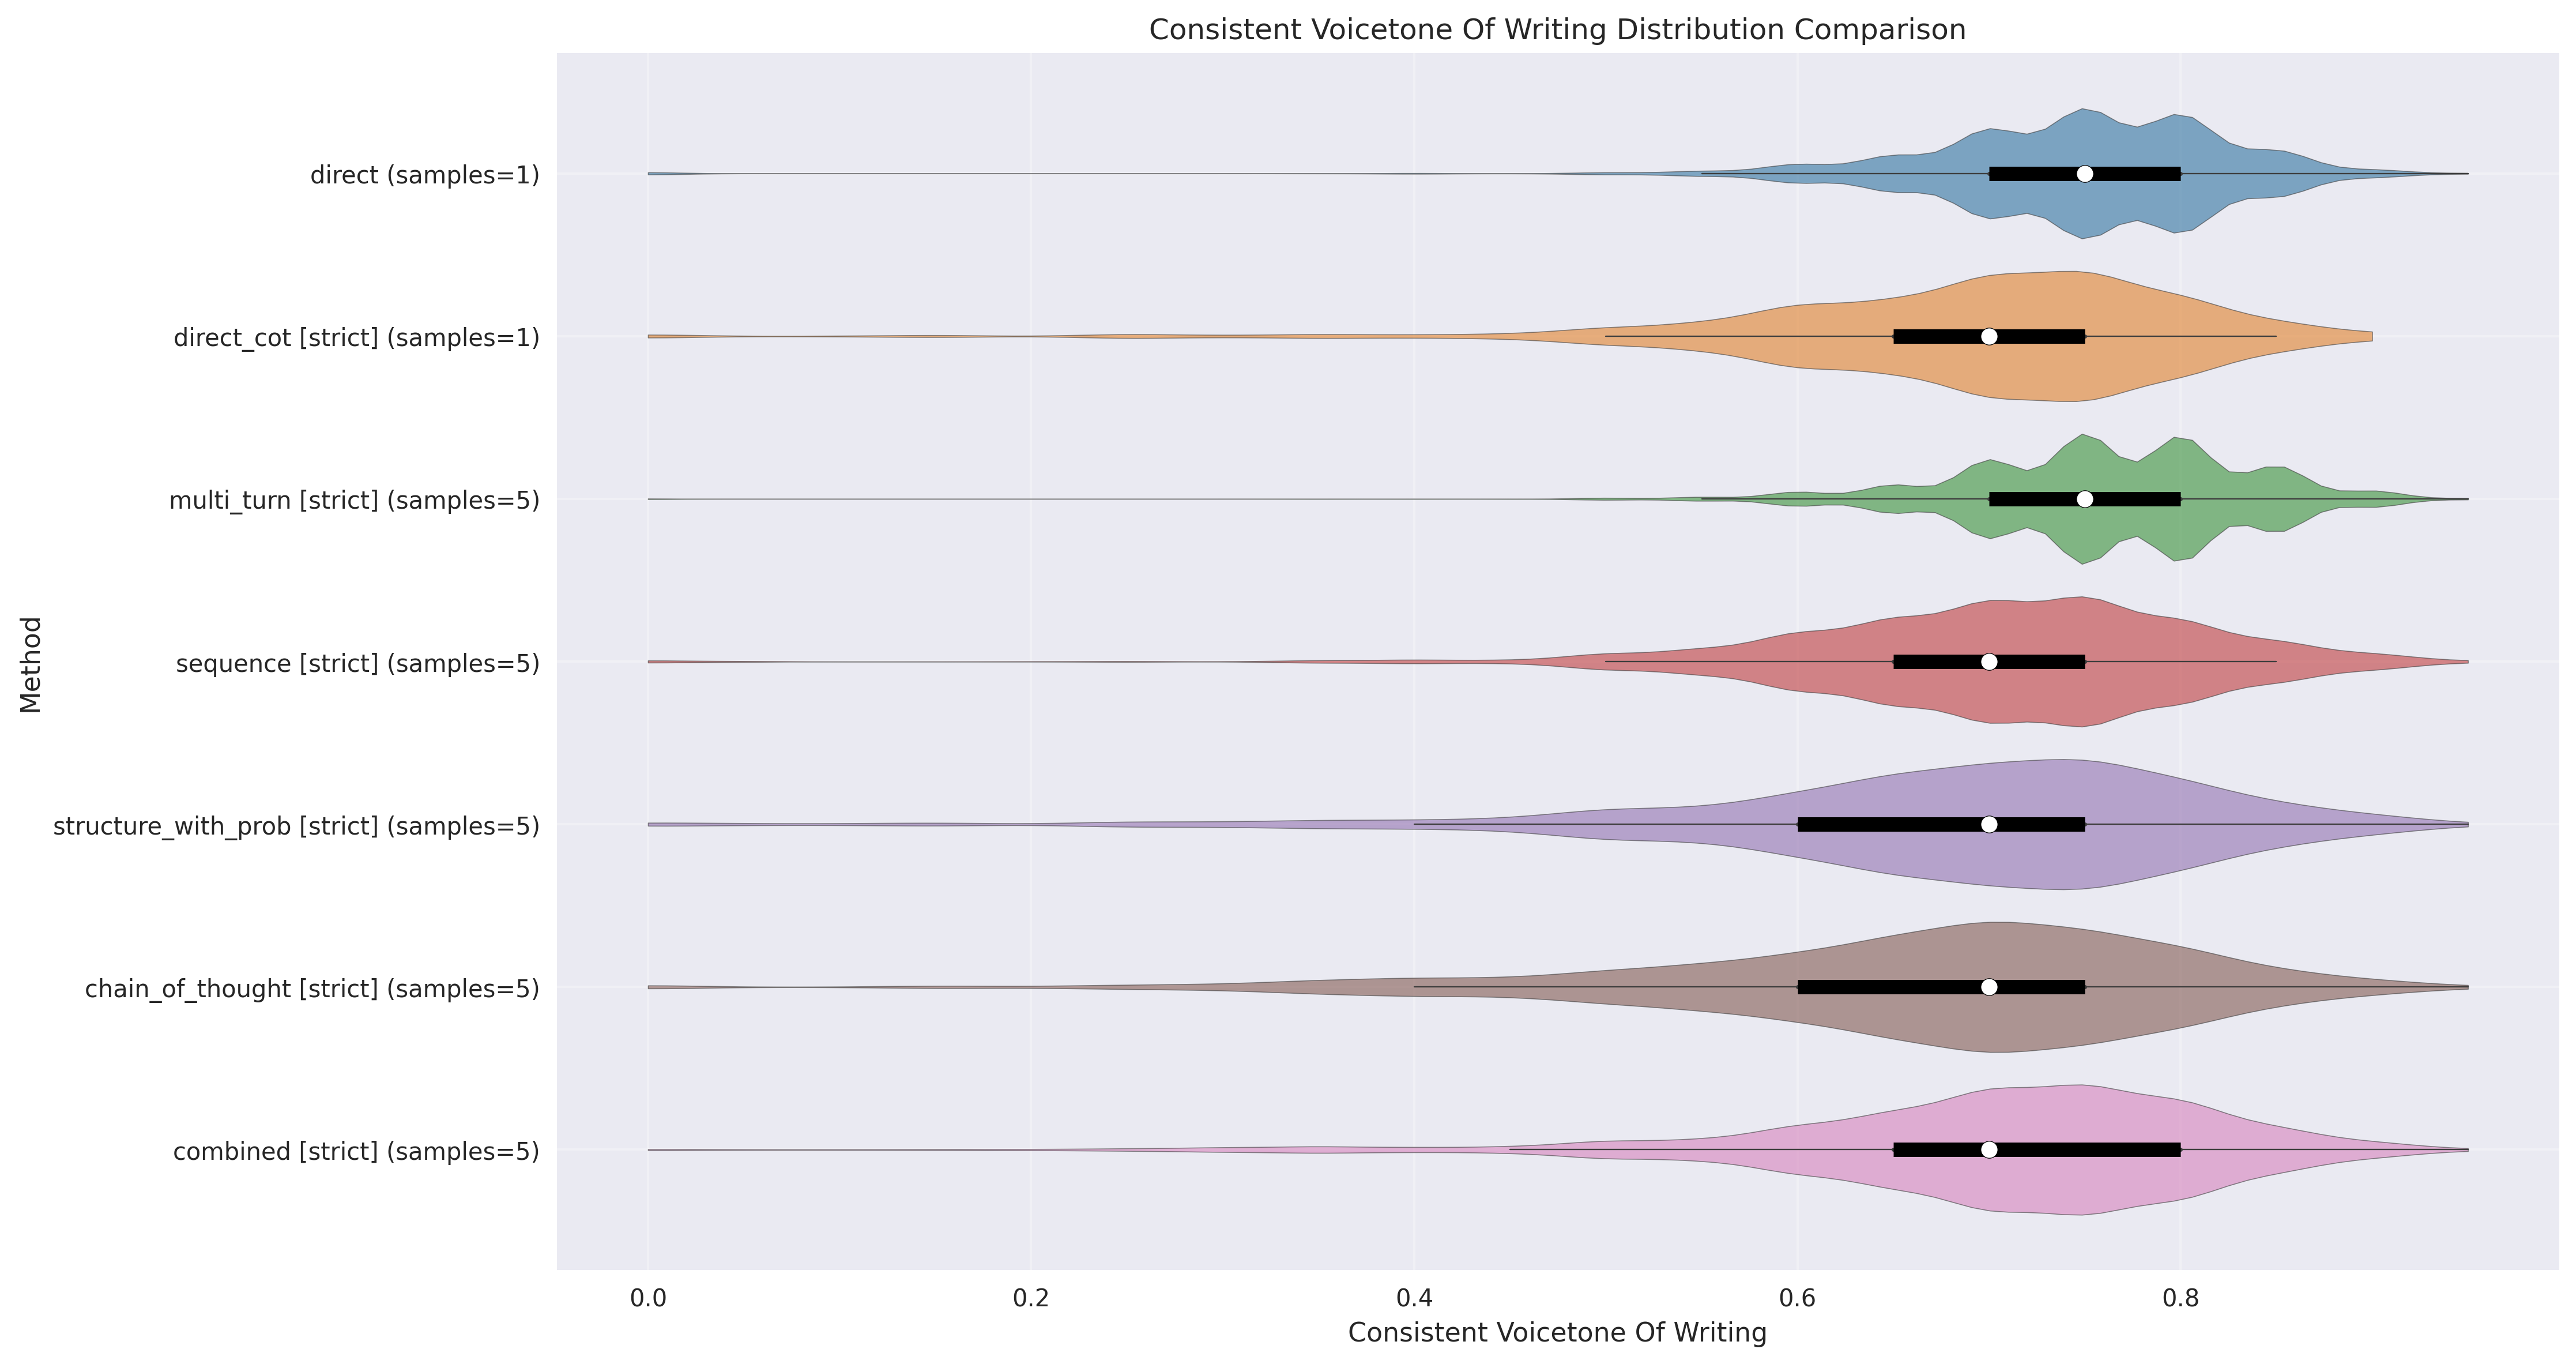 Consistent Voicetone Of Writing Distribution Comparison
Method
direct (samples=1)
direct_cot [strict] (samples=1)
multi_turn [strict] (samples=5)
sequence [strict] (samples=5)
structure_with_prob [strict] (samples=5)
chain_of_thought [strict] (samples=5)
combined [strict] (samples=5)
0.0 0.2 0.4 0.6 0.8
Consistent Voicetone Of Writing